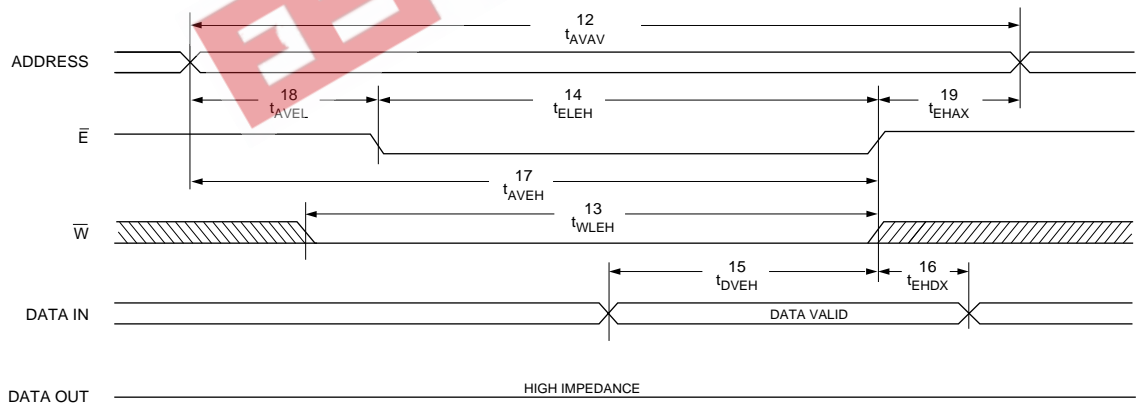 12
tAVAV
ADDRESS
18
tAVEL
14
tELEH
19
tEHAX
E
17
tAVEH
13
tWLEH
W
15
tDVEH
16
tEHDX
DATA IN
DATA VALID
DATA OUT
HIGH IMPEDANCE